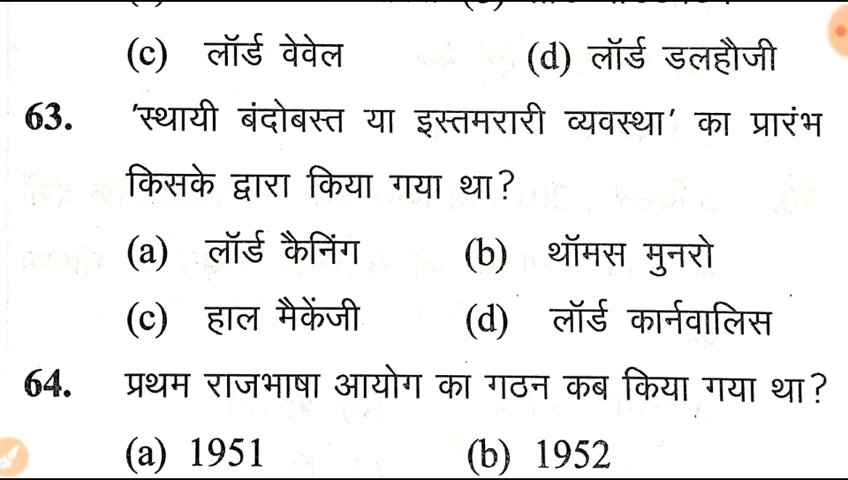 (c) लॉर्ड वेवेल (d) लॉर्ड डलहौजी
63. 'स्थायी बंदोबस्त या इस्तमरारी व्यवस्था' का प्रारंभ
किसके द्वारा किया गया था?
(a) लॉर्ड कैनिंग (b) थॉमस मुनरो
(c) हाल मैकेंजी (d) लॉर्ड कार्नवालिस
64. प्रथम राजभाषा आयोग का गठन कब किया गया था?
(a) 1951 (b) 1952